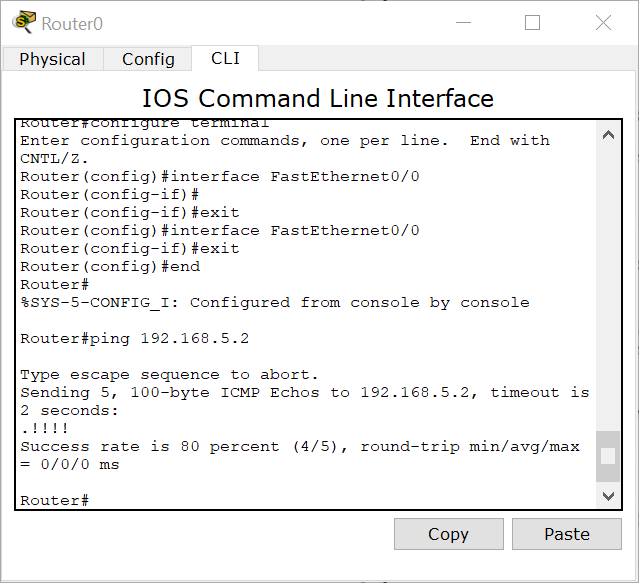 Router0
Physical Config CLI
IOS Command Line Interface
Router#configure terminal
Enter configuration commands, one per line.  End with
CNTL/Z.
Router(config)#interface FastEthernet0/0
Router(config-if)#
Router(config-if)#exit
Router(config)#interface FastEthernet0/0
Router(config-if)#exit
Router(config)#end
Router#
%SYS-5-CONFIG_I: Configured from console by console
Router#ping 192.168.5.2
Type escape sequence to abort.
Sending 5, 100-byte ICMP Echos to 192.168.5.2, timeout is
2 seconds:
.!!!!
Success rate is 80 percent (4/5), round-trip min/avg/max
= 0/0/0 ms
Router#
Copy Paste